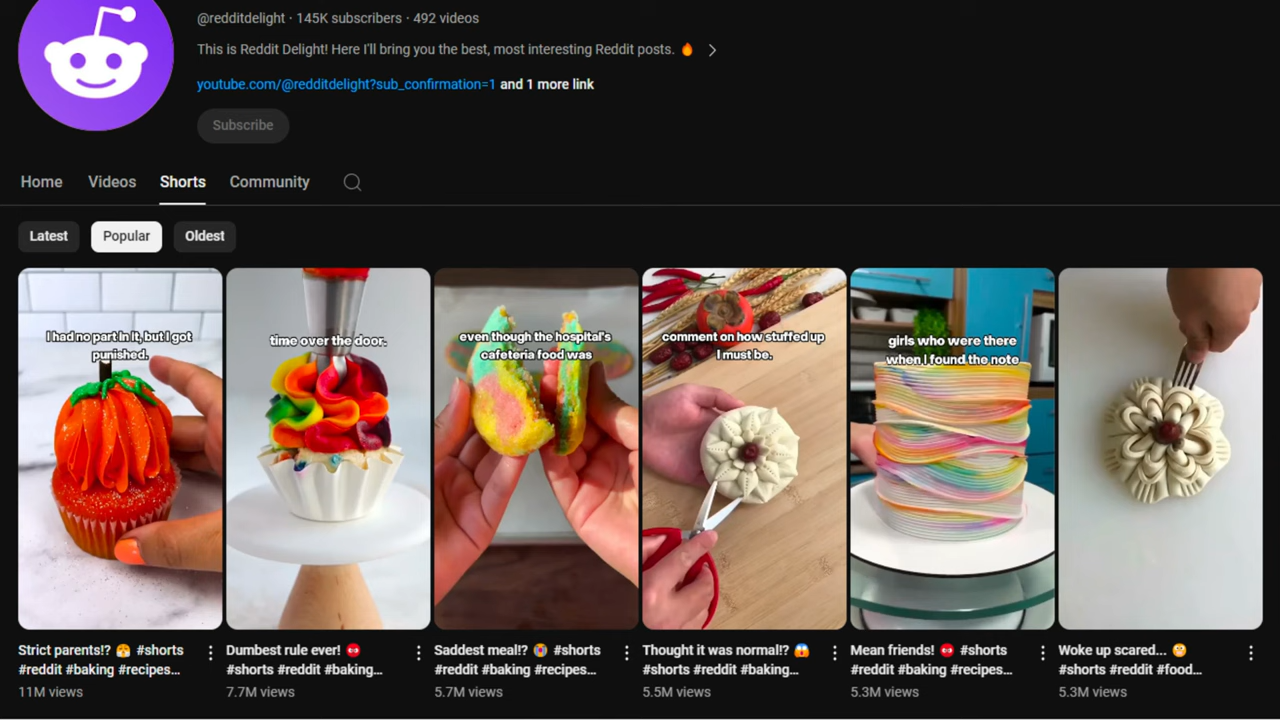 @redditdelight · 145K subscribers · 492 videos
This is Reddit Delight! Here I'll bring you the best, most interesting Reddit posts. 🔥 >
youtube.com/@redditdelight?sub_confirmation=1 and 1 more link
Subscribe
Home Videos Shorts Community
Latest Popular Oldest
I had no part in it, but I got
punished.
time over the door.
even though the hospital's
cafeteria food was
comment on how stuffed up
I must be.
girls who were there
when I found the note
Strict parents!? 😤 #shorts
#reddit #baking #recipes...
11M views
Dumbest rule ever! 🤬
#shorts #reddit #baking...
7.7M views
Saddest meal!? 😭 #shorts
#reddit #baking #recipes...
5.7M views
Thought it was normal!? 😱
#shorts #reddit #baking...
5.5M views
Mean friends! 🤬 #shorts
#reddit #baking #recipes...
5.3M views
Woke up scared... 😳
#shorts #reddit #food...
5.3M views